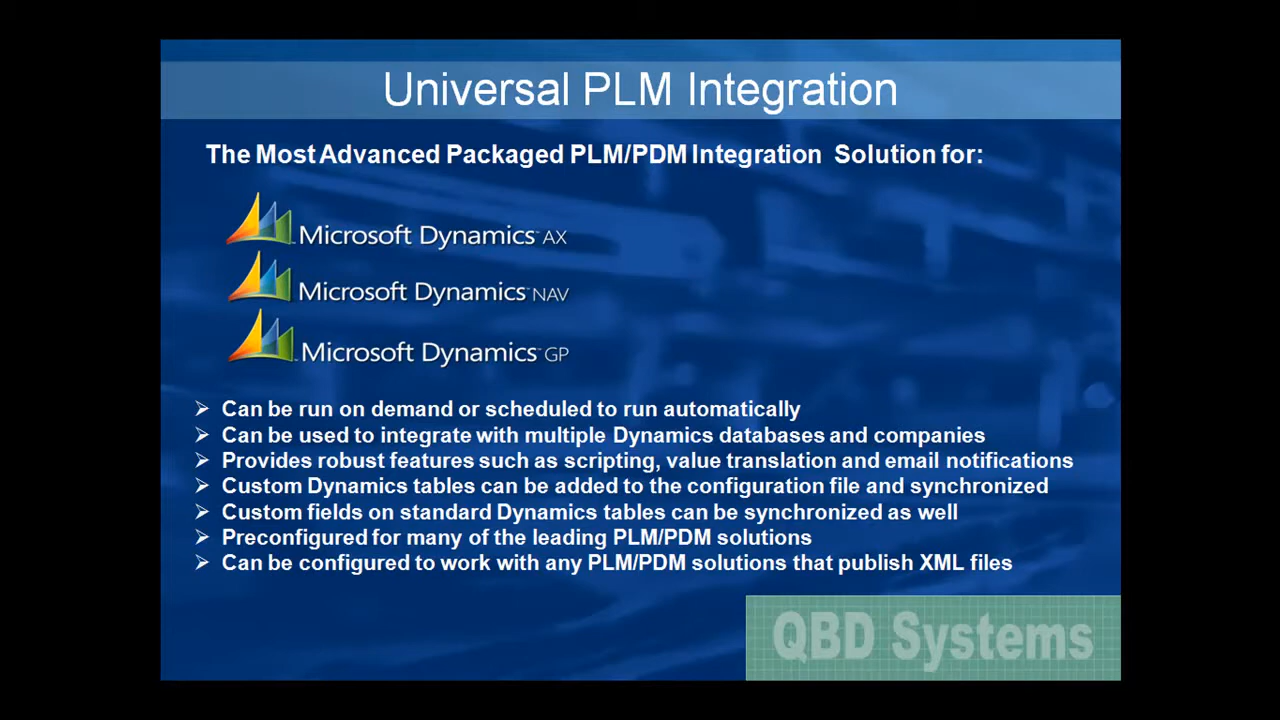 Universal PLM Integration
The Most Advanced Packaged PLM/PDM Integration Solution for:
Microsoft Dynamics™ AX
Microsoft Dynamics™ NAV
Microsoft Dynamics™ GP
Can be run on demand or scheduled to run automatically
Can be used to integrate with multiple Dynamics databases and companies
Provides robust features such as scripting, value translation and email notifications
Custom Dynamics tables can be added to the configuration file and synchronized
Custom fields on standard Dynamics tables can be synchronized as well
Preconfigured for many of the leading PLM/PDM solutions
Can be configured to work with any PLM/PDM solutions that publish XML files
QBD Systems